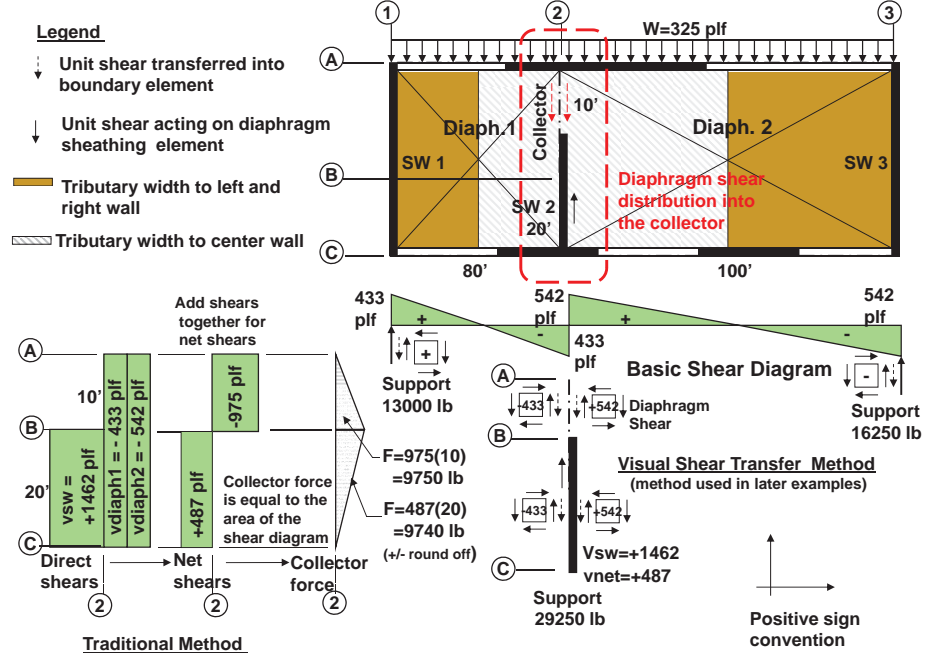 Legend
Unit shear transferred into
boundary element
Unit shear acting on diaphragm
sheathing element
Tributary width to left and
right wall
Tributary width to center wall
1
2
3
W=325 plf
A
B
C
Diaph.1
Collector
10’
Diaph. 2
SW 1
SW 2
20’
SW 3
Diaphragm shear
distribution into
the collector
80’
100’
433
plf
+
-
542
plf
433
plf
+
-
542
plf
+
-
Support
13000 lb
Basic Shear Diagram
Support
16250 lb
A
-433
+542
Diaphragm
Shear
B
Visual Shear Transfer Method
(method used in later examples)
-433
+542
Vsw=+1462
vnet=+487
C
Support
29250 lb
Positive sign
convention
Add shears
together for
net shears
A
10’
B
20’
C
vsw =
+1462 plf
vdiaph1 = - 433 plf
vdiaph2 = - 542 plf
-975 plf
+487 plf
Collector force
is equal to the
area of the
shear diagram
F=975(10)
=9750 lb
F=487(20)
=9740 lb
(+/- round off)
Direct
shears
Net
shears
Collector
force
2
2
2
Traditional Method